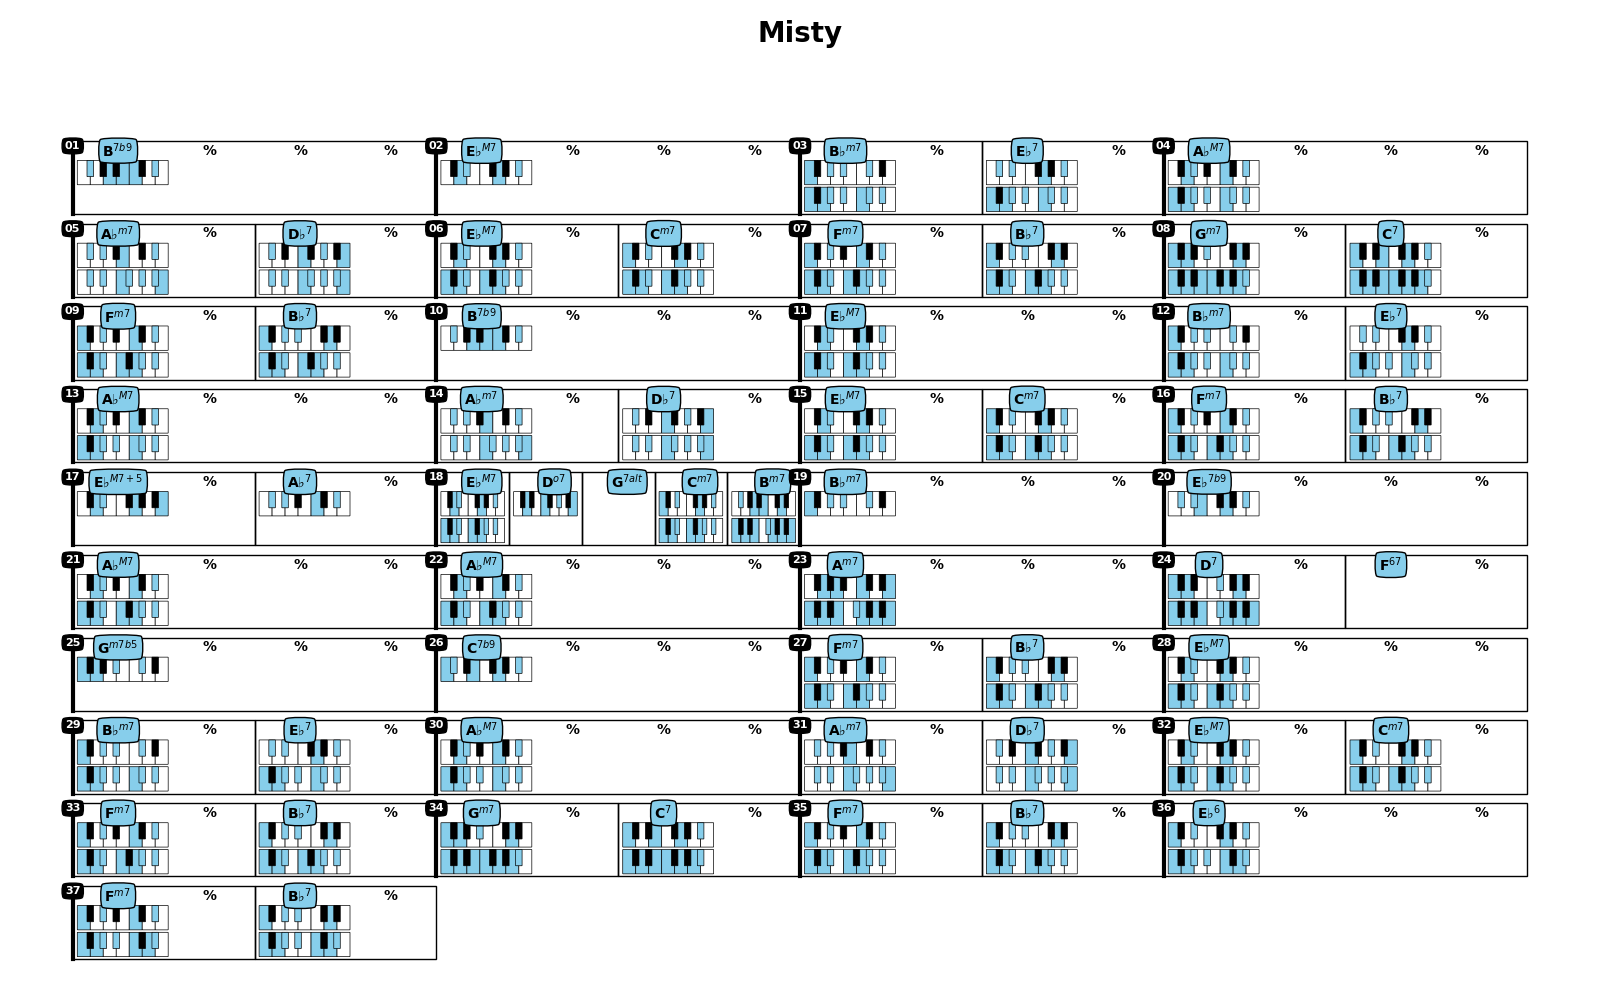 Misty
01 B7b9 % % % 02 E♭M7 % % % 03 B♭m7 % E♭7 % 04 A♭M7 % % %
05 A♭m7 % D♭7 % 06 E♭M7 % Cm7 % 07 Fm7 % B♭7 % 08 Gm7 % C7 %
09 Fm7 % B♭7 % 10 B7b9 % % % 11 E♭M7 % % % 12 B♭m7 % E♭7 %
13 A♭M7 % % % 14 A♭m7 % D♭7 % 15 E♭M7 % Cm7 % 16 Fm7 % B♭7 %
17 E♭M7+5 % A♭7 % 18 E♭M7 Do7 G7alt Cm7 Bm7 19 B♭m7 % % % 20 E♭7b9 % % %
21 A♭M7 % % % 22 A♭M7 % % % 23 Am7 % % % 24 D7 % F67 %
25 Gm7b5 % % % 26 C7b9 % % % 27 Fm7 % B♭7 % 28 E♭M7 % % %
29 B♭m7 % E♭7 % 30 A♭M7 % % % 31 A♭m7 % D♭7 % 32 E♭M7 % Cm7 %
33 Fm7 % B♭7 % 34 Gm7 % C7 % 35 Fm7 % B♭7 % 36 E♭6 % % %
37 Fm7 % B♭7 %